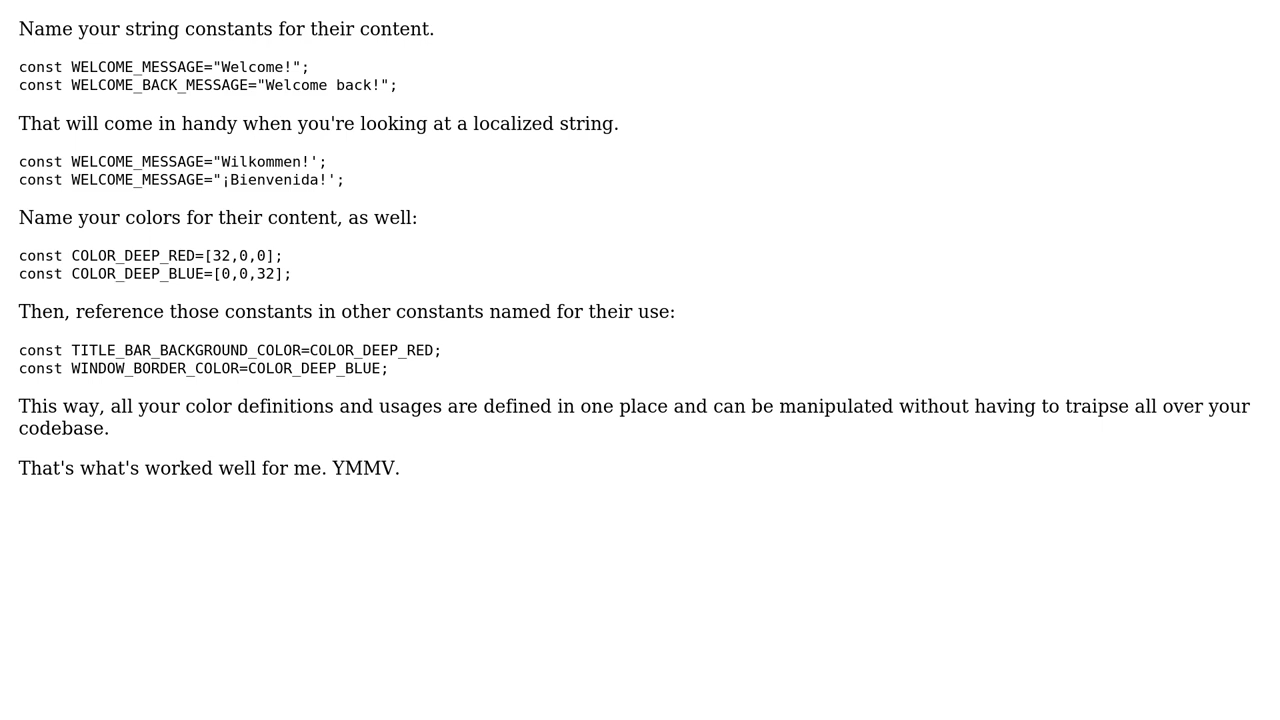 Name your string constants for their content.
const WELCOME_MESSAGE="Welcome!";
const WELCOME_BACK_MESSAGE="Welcome back!";
That will come in handy when you're looking at a localized string.
const WELCOME_MESSAGE="Wilkommen!';
const WELCOME_MESSAGE="¡Bienvenida!';
Name your colors for their content, as well:
const COLOR_DEEP_RED=[32,0,0];
const COLOR_DEEP_BLUE=[0,0,32];
Then, reference those constants in other constants named for their use:
const TITLE_BAR_BACKGROUND_COLOR=COLOR_DEEP_RED;
const WINDOW_BORDER_COLOR=COLOR_DEEP_BLUE;
This way, all your color definitions and usages are defined in one place and can be manipulated without having to traipse all over your
codebase.
That's what's worked well for me. YMMV.